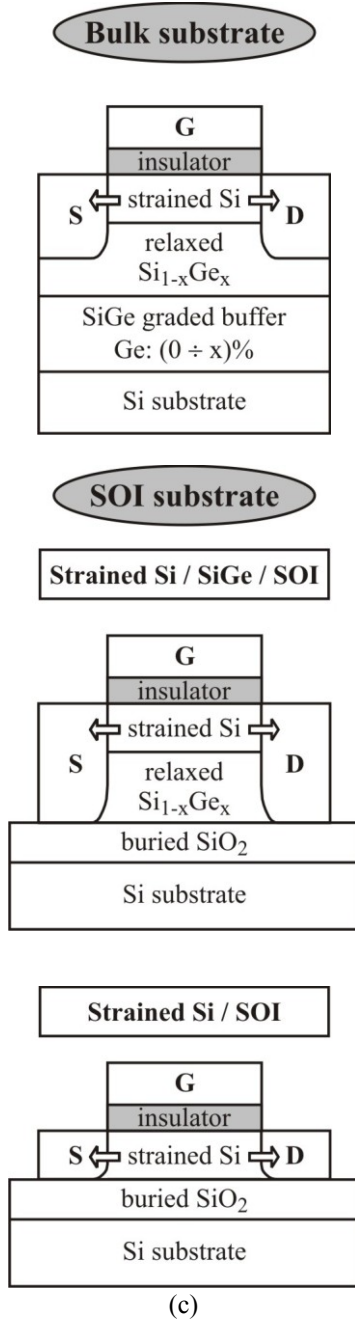 Bulk substrate
G
insulator
S strained Si D
relaxed
Si₁₋ₓGeₓ
SiGe graded buffer
Ge: (0 ÷ x)%
Si substrate
SOI substrate
Strained Si / SiGe / SOI
G
insulator
strained Si
S relaxed D
Si₁₋ₓGeₓ
buried SiO₂
Si substrate
Strained Si / SOI
G
insulator
S strained Si D
buried SiO₂
Si substrate
(c)